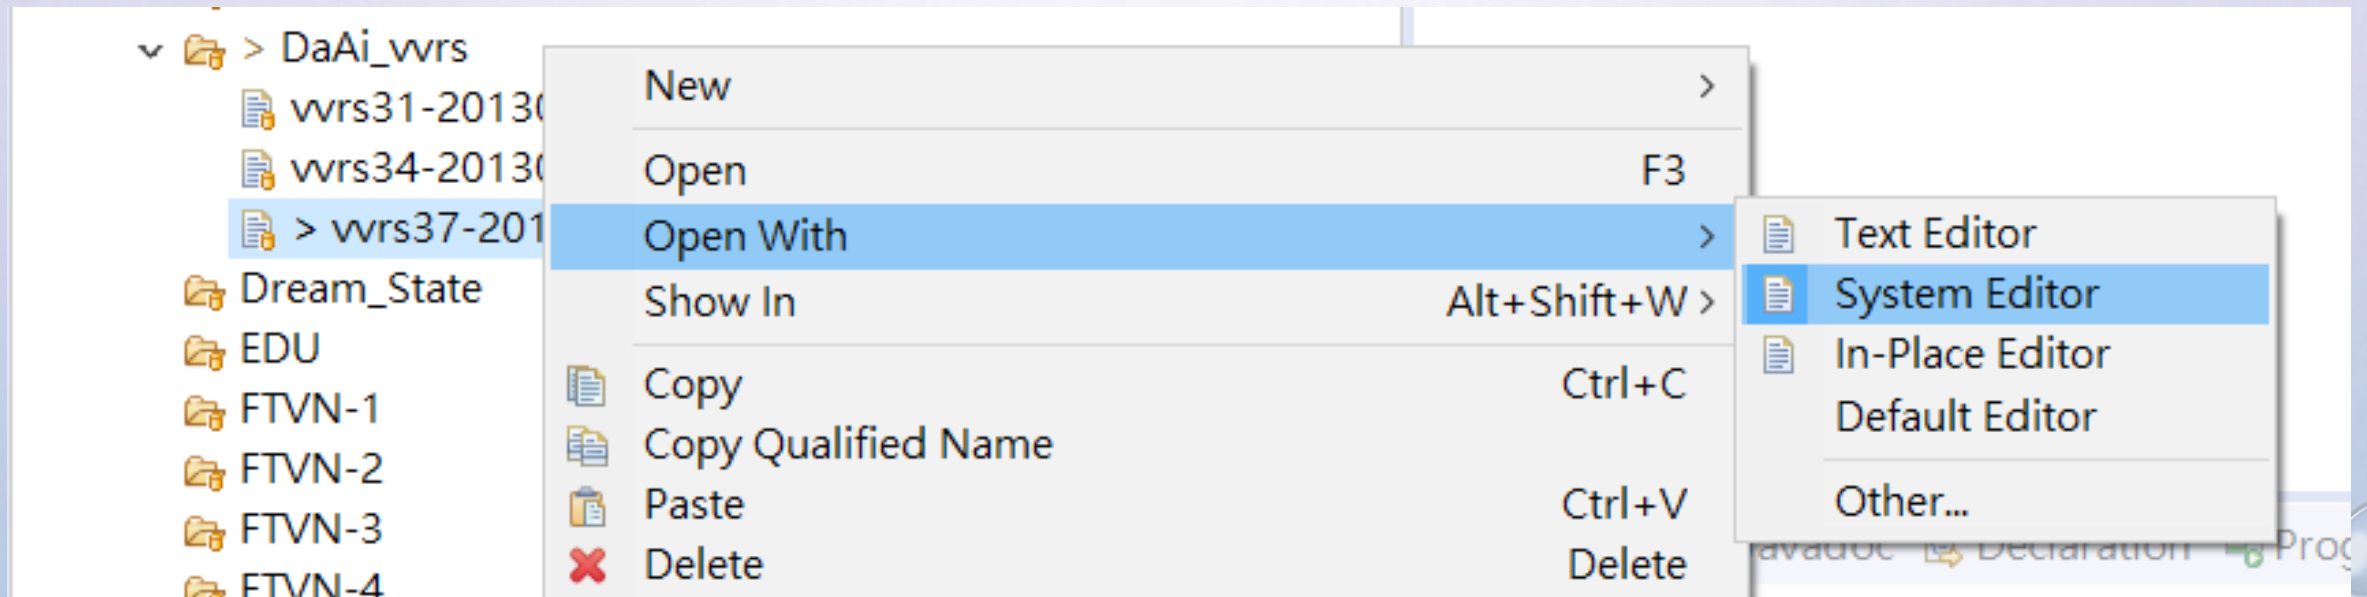 > DaAi_vvrs
vvrs31-2013
vvrs34-2013
> vvrs37-201
Dream_State
EDU
FTVN-1
FTVN-2
FTVN-3
FTVN-4
New
Open F3
Open With
Show In Alt+Shift+W
Copy Ctrl+C
Copy Qualified Name
Paste Ctrl+V
Delete Delete
Text Editor
System Editor
In-Place Editor
Default Editor
Other...
avadoc Declaration Prog